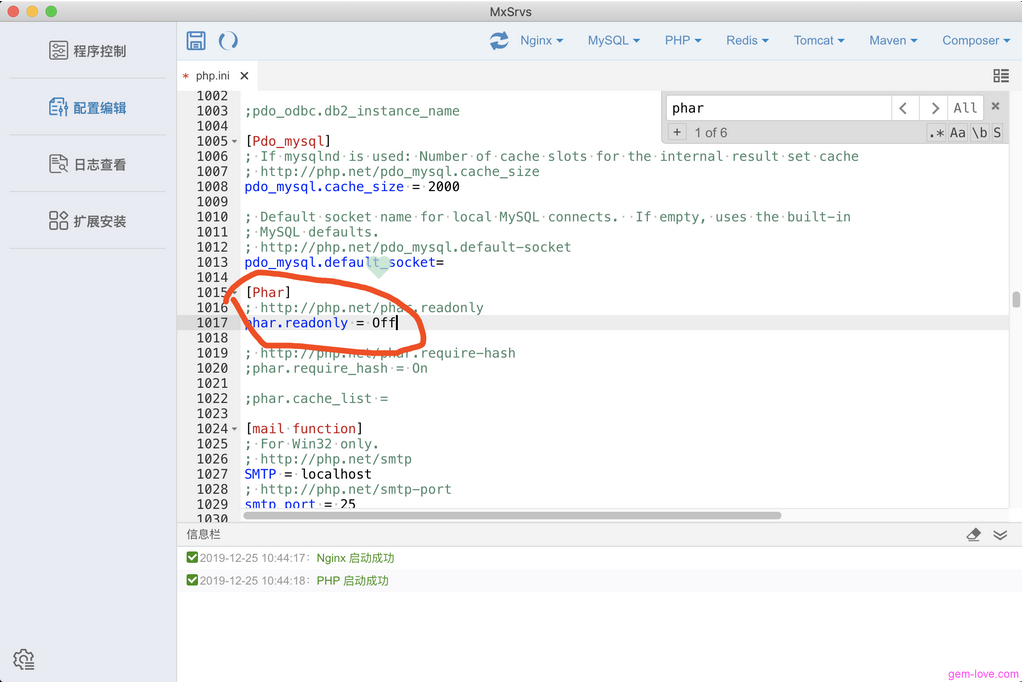 MxSrvs
程序控制
配置编辑
日志查看
扩展安装
Nginx MySQL PHP Redis Tomcat Maven Composer
* php.ini ✕
phar All ×
+ 1 of 6 .* Aa \b S
1002
1003 ;pdo_odbc.db2_instance_name
1004
1005 [Pdo_mysql]
1006 ; If mysqlnd is used: Number of cache slots for the internal result set cache
1007 ; http://php.net/pdo_mysql.cache_size
1008 pdo_mysql.cache_size = 2000
1009
1010 ; Default socket name for local MySQL connects.  If empty, uses the built-in
1011 ; MySQL defaults.
1012 ; http://php.net/pdo_mysql.default-socket
1013 pdo_mysql.default_socket=
1014
1015 [Phar]
1016 ; http://php.net/phar.readonly
1017 phar.readonly = Off
1018
1019 ; http://php.net/phar.require-hash
1020 ;phar.require_hash = On
1021
1022 ;phar.cache_list =
1023
1024 [mail function]
1025 ; For Win32 only.
1026 ; http://php.net/smtp
1027 SMTP = localhost
1028 ; http://php.net/smtp-port
1029 smtp_port = 25
1030
信息栏
2019-12-25 10:44:17: Nginx 启动成功
2019-12-25 10:44:18: PHP 启动成功
gem-love.com